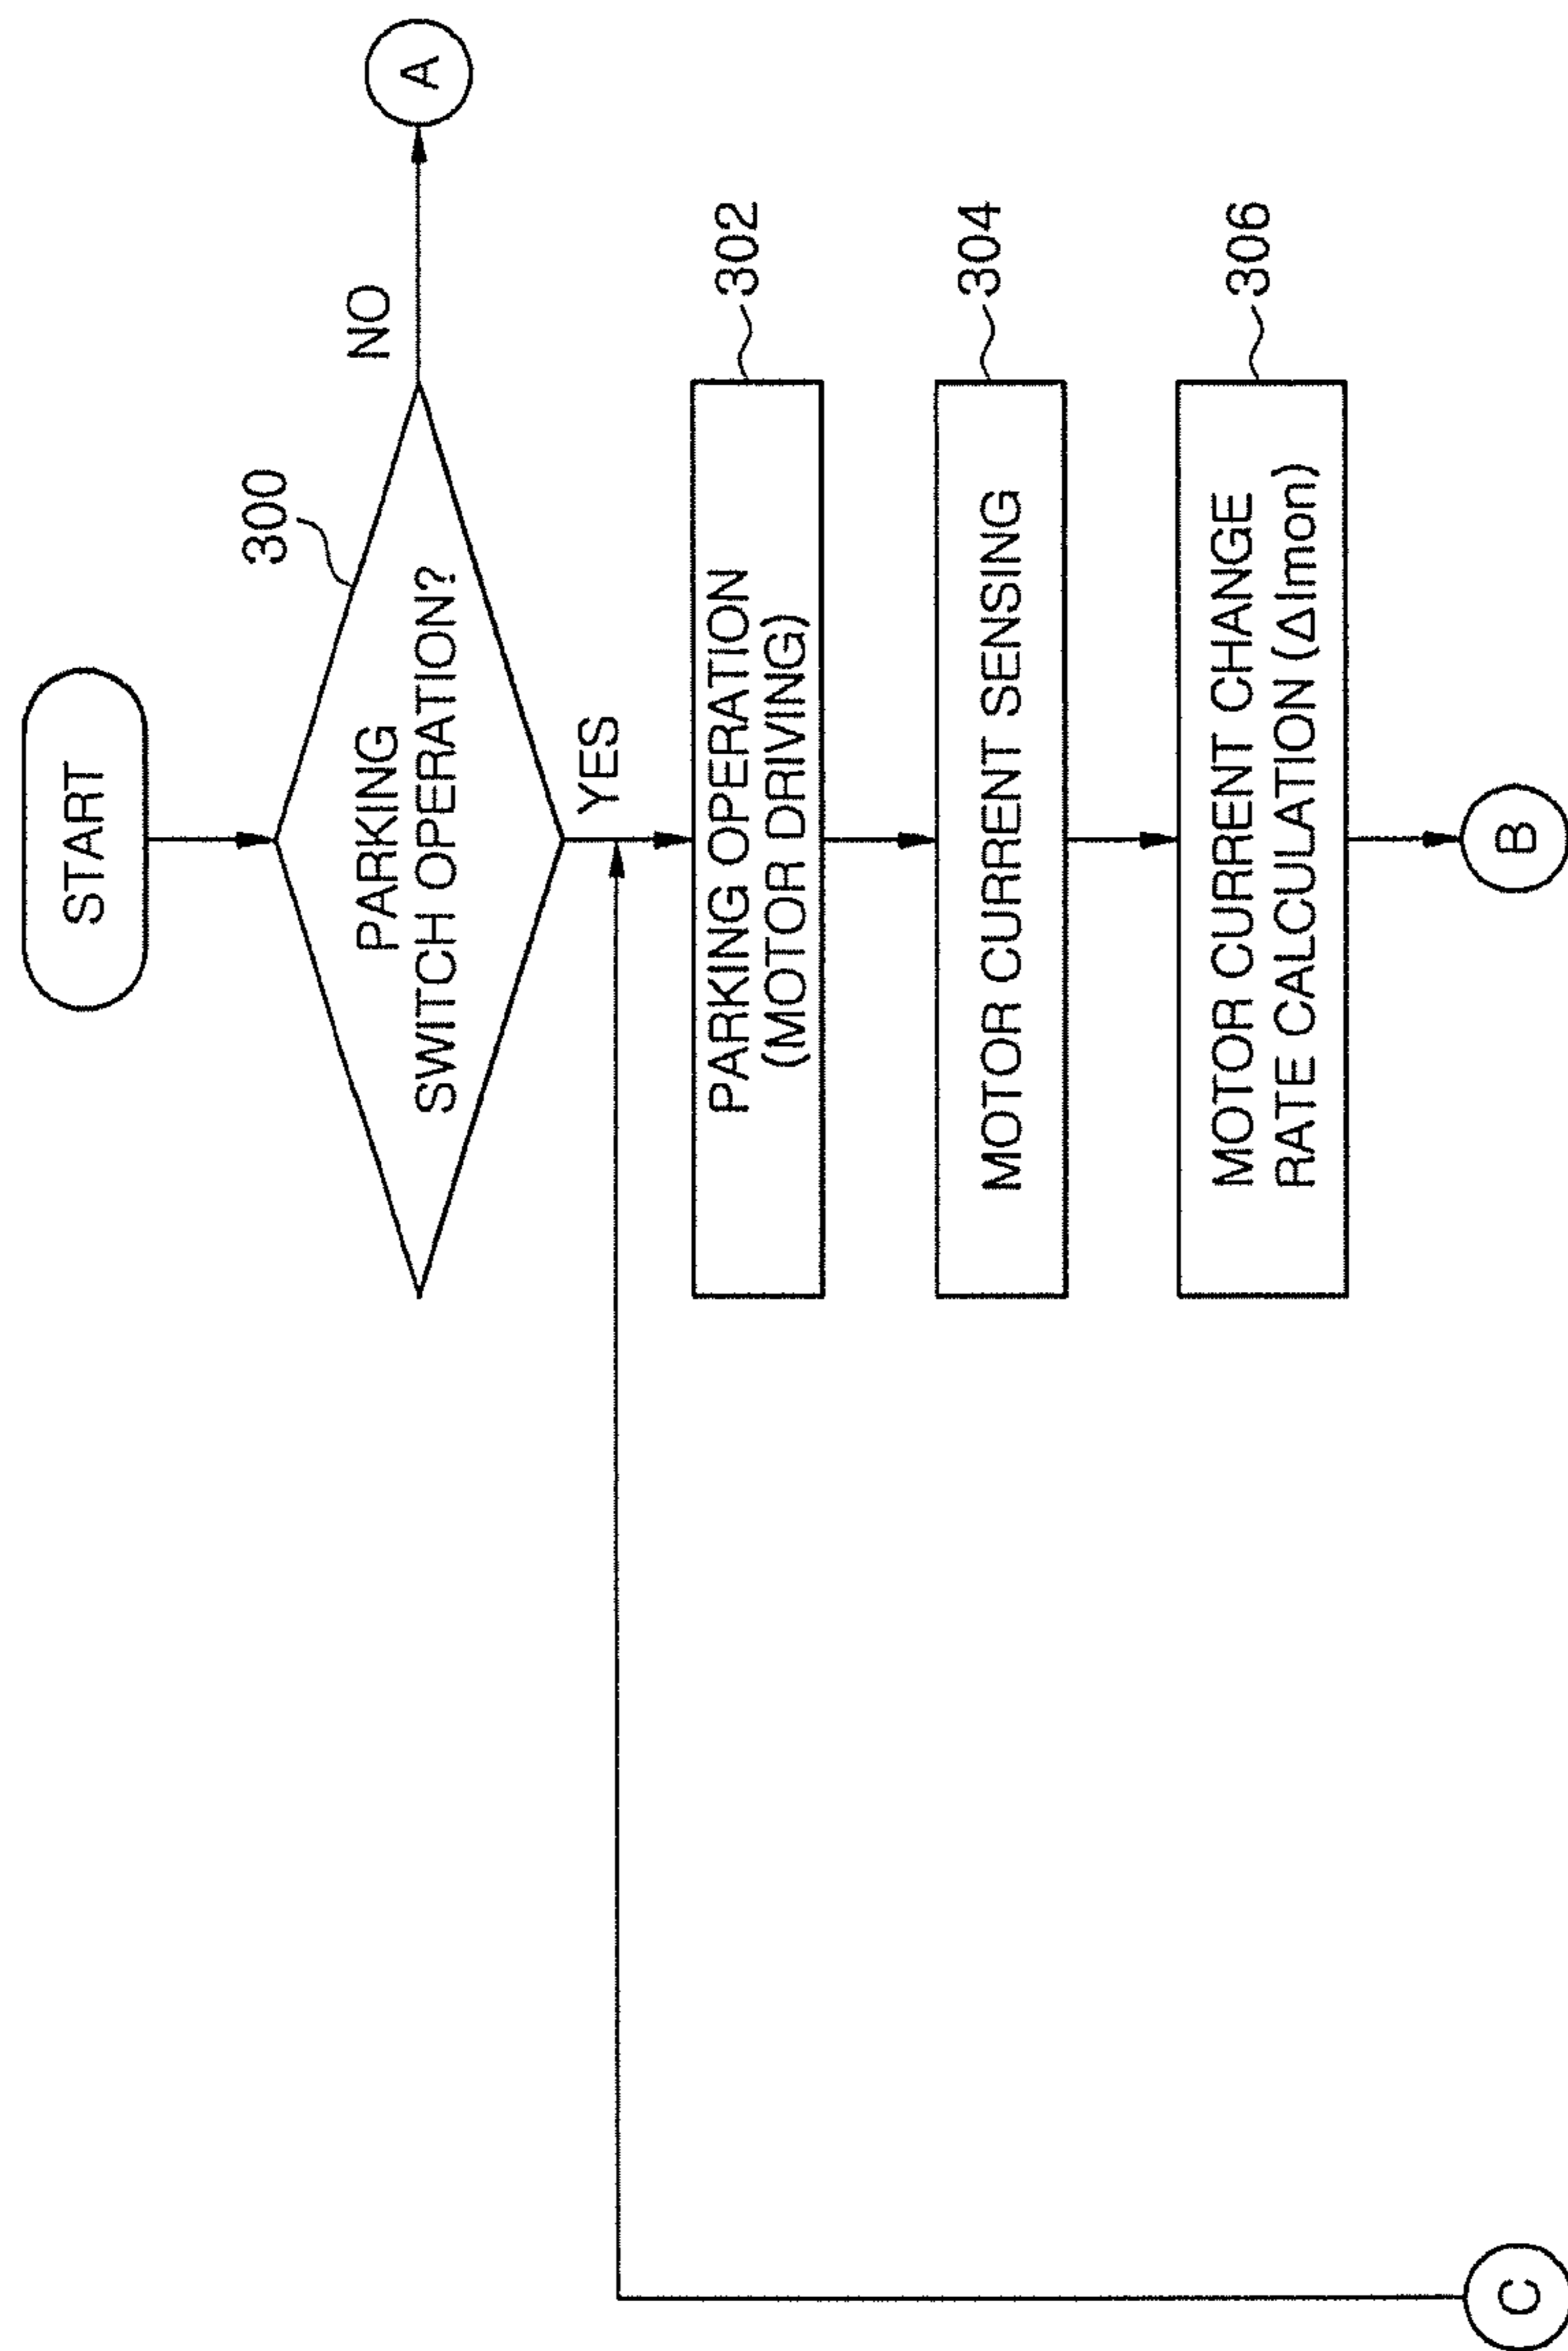 START
300
PARKING
SWITCH OPERATION?
NO
A
YES
PARKING OPERATION
(MOTOR DRIVING)
302
MOTOR CURRENT SENSING
304
MOTOR CURRENT CHANGE
RATE CALCULATION (ΔImon)
306
C
B